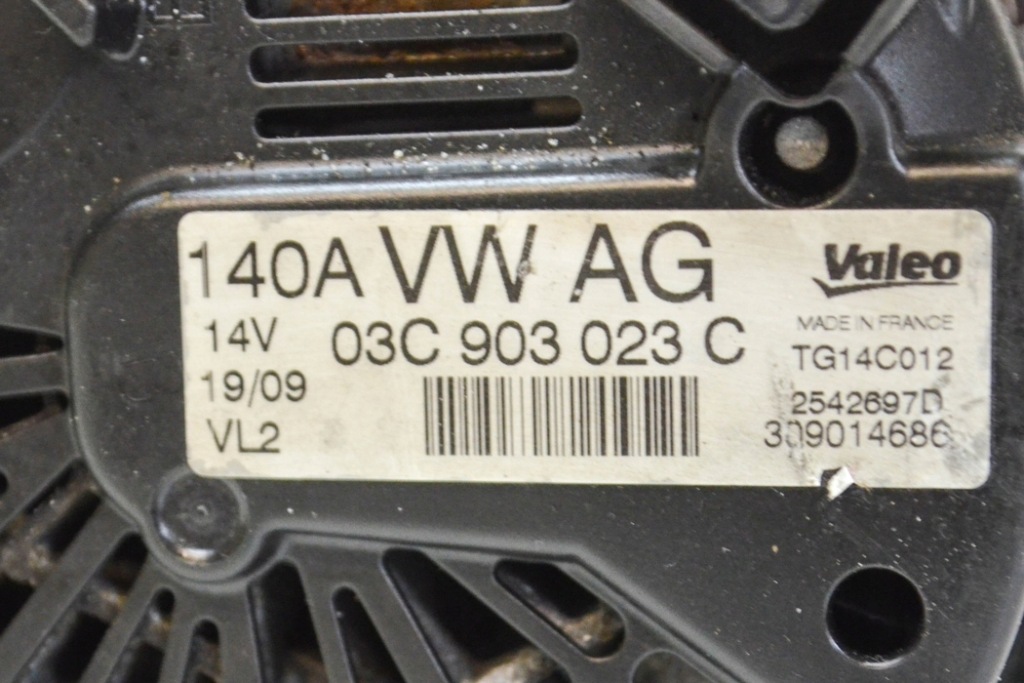 140A VW AG
Valeo
14V 03C 903 023 C
MADE IN FRANCE
TG14C012
19/09
2542697D
VL2
309014686